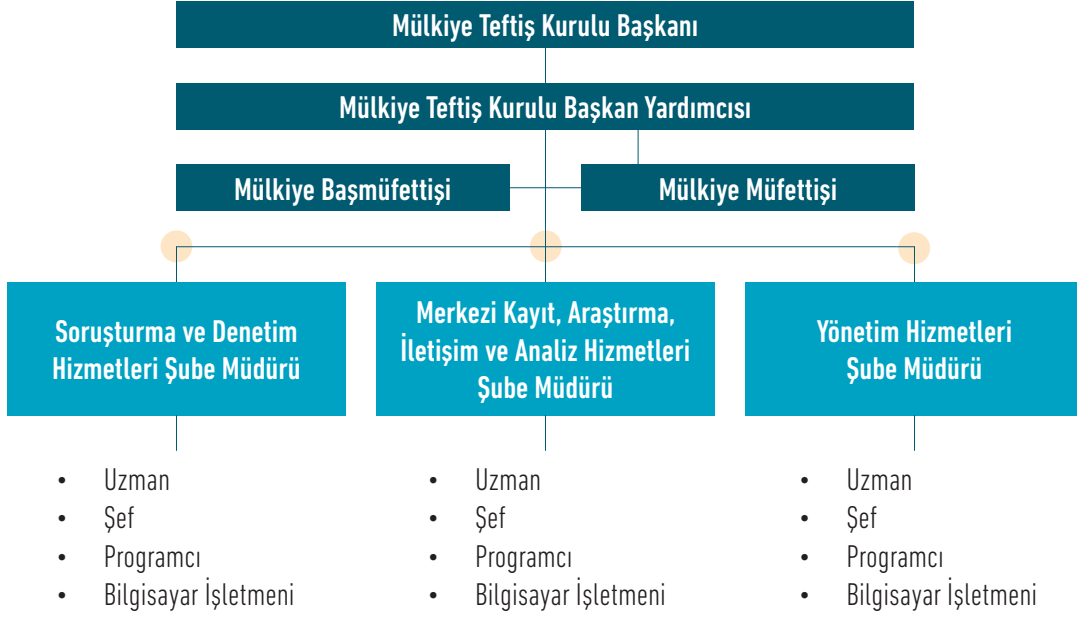 Mülkiye Teftiş Kurulu Başkanı
Mülkiye Teftiş Kurulu Başkan Yardımcısı
Mülkiye Başmüfettişi
Mülkiye Müfettişi
Soruşturma ve Denetim
Hizmetleri Şube Müdürü
Merkezi Kayıt, Araştırma,
İletişim ve Analiz Hizmetleri
Şube Müdürü
Yönetim Hizmetleri
Şube Müdürü
• Uzman
• Şef
• Programcı
• Bilgisayar İşletmeni
• Uzman
• Şef
• Programcı
• Bilgisayar İşletmeni
• Uzman
• Şef
• Programcı
• Bilgisayar İşletmeni